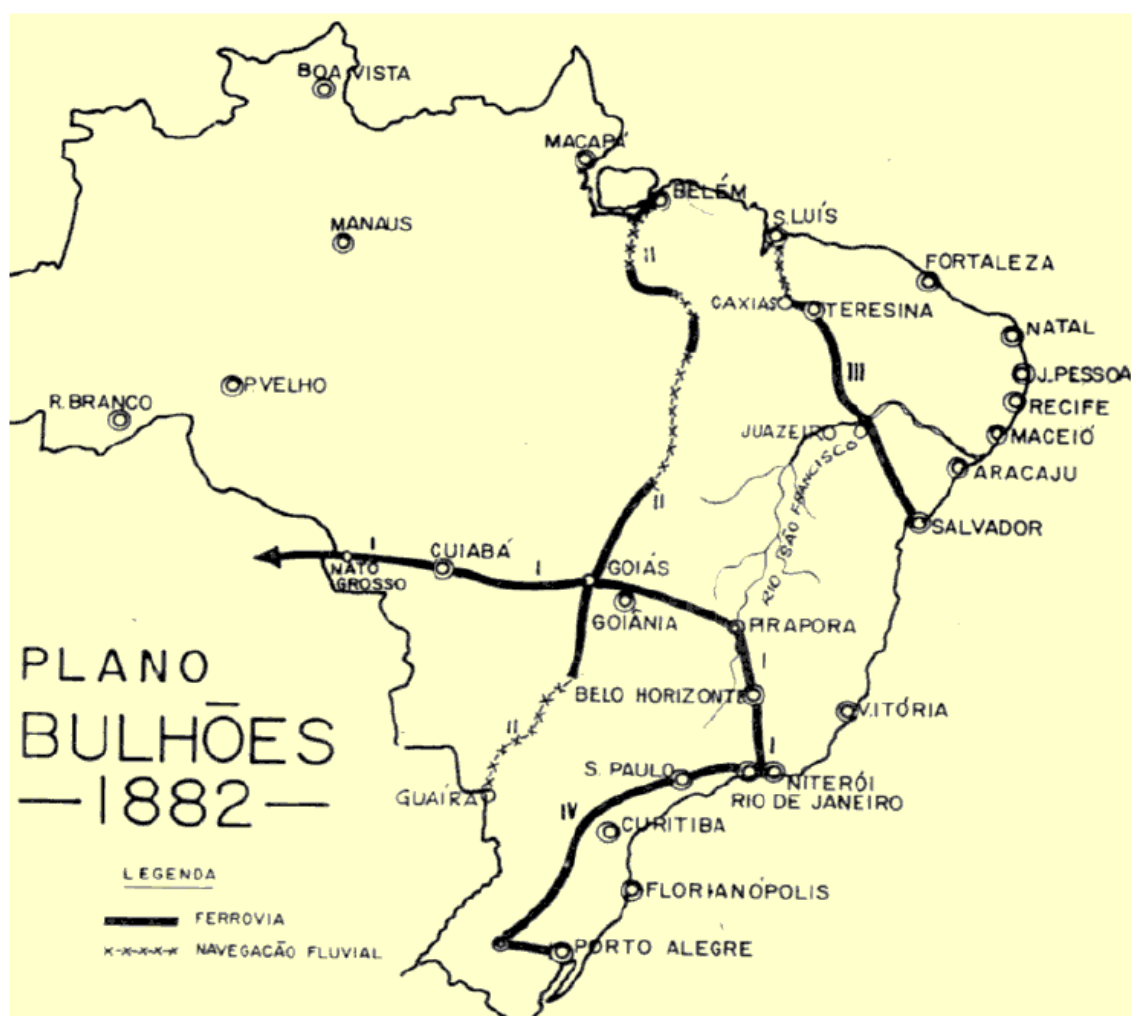 BOA VISTA
MACAPÁ
BELÉM
MANAUS
S. LUÍS
II
FORTALEZA
CAXIAS
TERESINA
NATAL
III
J. PESSOA
P. VELHO
R. BRANCO
RECIFE
JUAZEIRO
MACEIÓ
ARACAJU
II
RIO SÃO FRANCISCO
SALVADOR
I
CUIABÁ
I
GOIÁS
MATO
GROSSO
GOIÂNIA
PIRAPORA
I
PLANO
BULHÕES
— 1882 —
BELO HORIZONTE
VITÓRIA
II
I
S. PAULO
NITERÓI
GUAÍRA
RIO DE JANEIRO
IV
CURITIBA
LEGENDA
FLORIANÓPOLIS
FERROVIA
NAVEGAÇÃO FLUVIAL
PORTO ALEGRE